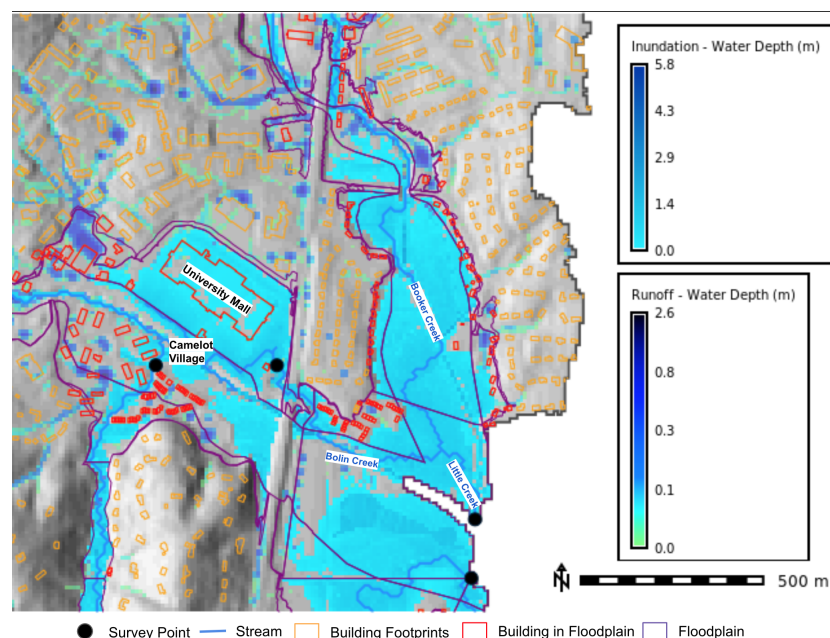 Inundation - Water Depth (m)
5.8
4.3
2.9
1.4
0.0
Runoff - Water Depth (m)
2.6
0.8
0.3
0.1
0.0
University Mall
Camelot
Village
Booker Creek
Bolin Creek
Little Creek
N
500 m
Survey Point
Stream
Building Footprints
Building in Floodplain
Floodplain